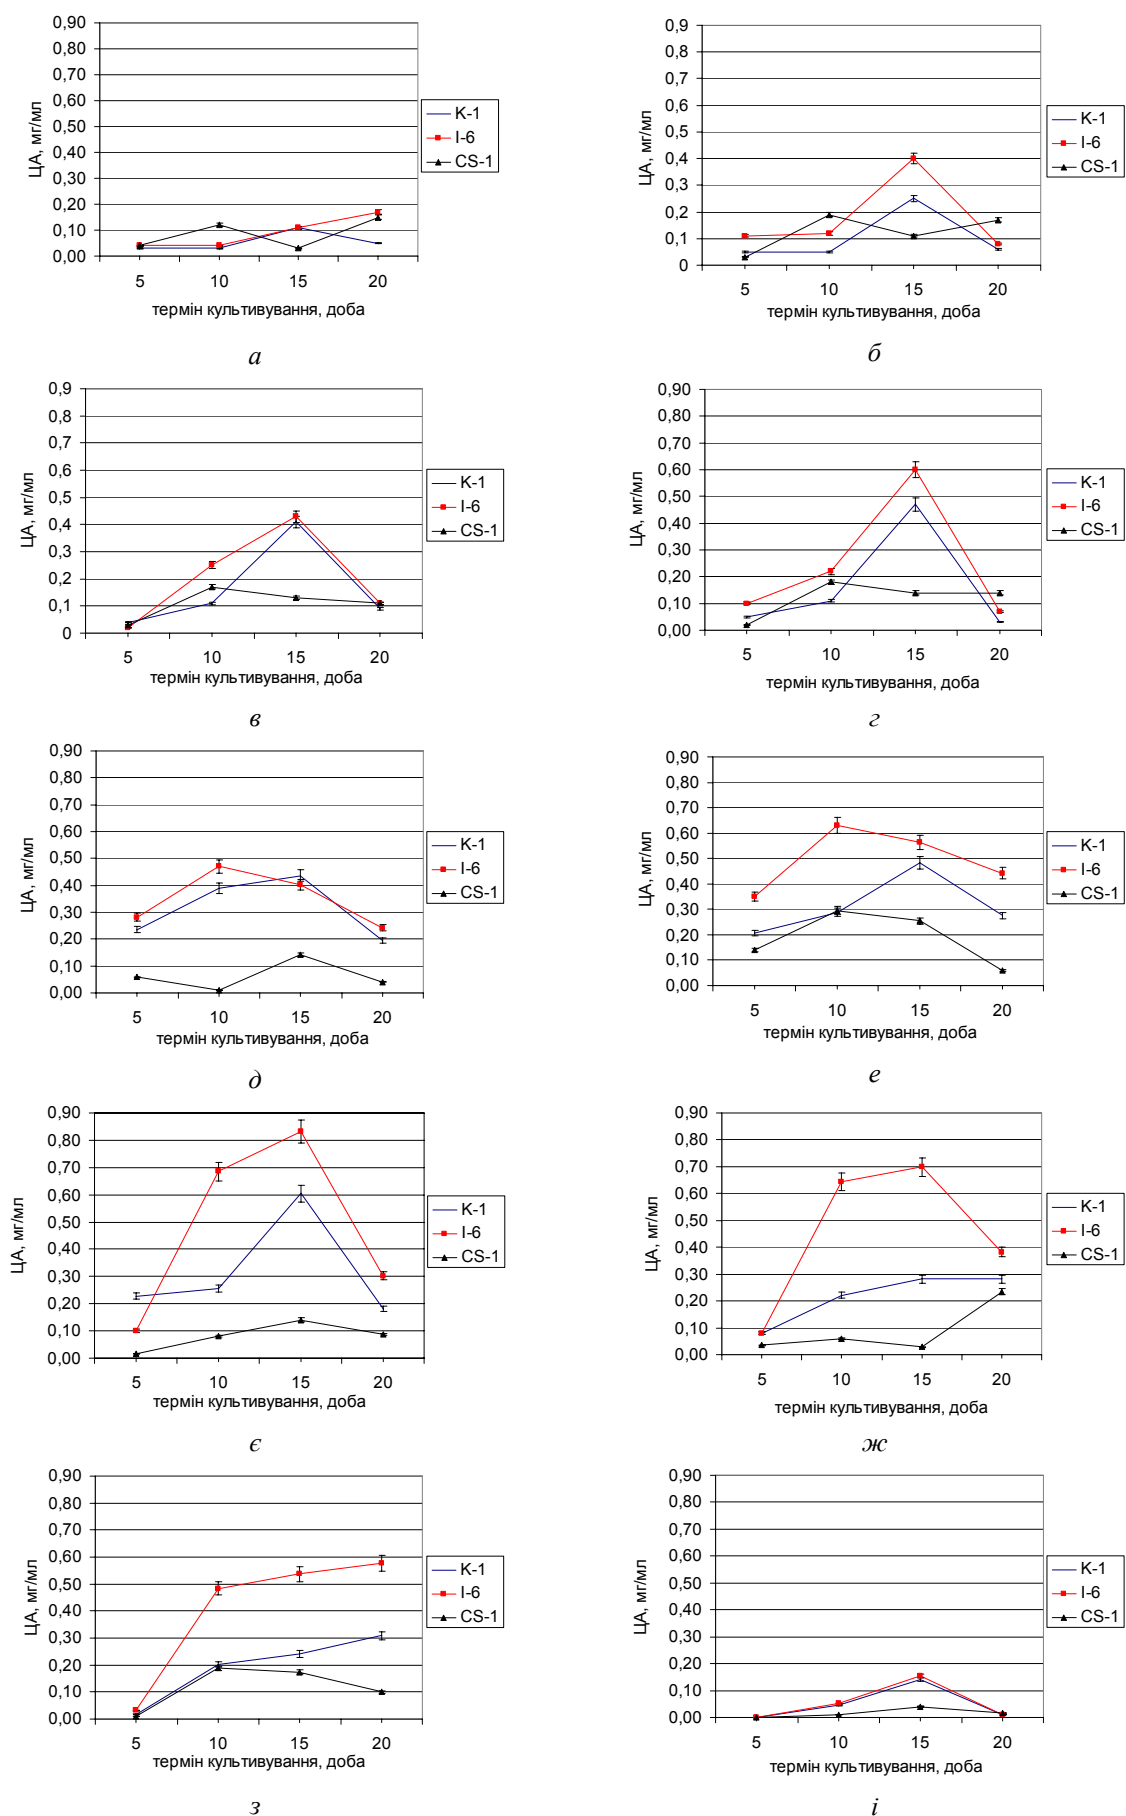 0,90
0,80
0,70
0,60
0,50
0,40
0,30
0,20
0,10
0,00
ЦА, мг/мл
5 10 15 20
термін культивування, доба
K-1
I-6
CS-1
а
0,9
0,8
0,7
0,6
0,5
0,4
0,3
0,2
0,1
0
ЦА, мг/мл
5 10 15 20
термін культивування, доба
K-1
I-6
CS-1
б
0,9
0,8
0,7
0,6
0,5
0,4
0,3
0,2
0,1
0
ЦА, мг/мл
5 10 15 20
термін культивування, доба
K-1
I-6
CS-1
в
0,90
0,80
0,70
0,60
0,50
0,40
0,30
0,20
0,10
0,00
ЦА, мг/мл
5 10 15 20
термін культивування, доба
K-1
I-6
CS-1
г
0,90
0,80
0,70
0,60
0,50
0,40
0,30
0,20
0,10
0,00
ЦА, мг/мл
5 10 15 20
термін культивування, доба
K-1
I-6
CS-1
д
0,90
0,80
0,70
0,60
0,50
0,40
0,30
0,20
0,10
0,00
ЦА, мг/мл
5 10 15 20
термін культивування, доба
K-1
I-6
CS-1
е
0,90
0,80
0,70
0,60
0,50
0,40
0,30
0,20
0,10
0,00
ЦА, мг/мл
5 10 15 20
термін культивування, доба
K-1
I-6
CS-1
є
0,90
0,80
0,70
0,60
0,50
0,40
0,30
0,20
0,10
0,00
ЦА, мг/мл
5 10 15 20
термін культивування, доба
K-1
I-6
CS-1
ж
0,90
0,80
0,70
0,60
0,50
0,40
0,30
0,20
0,10
0,00
ЦА, мг/мл
5 10 15 20
термін культивування, доба
K-1
I-6
CS-1
з
0,90
0,80
0,70
0,60
0,50
0,40
0,30
0,20
0,10
0,00
ЦА, мг/мл
5 10 15 20
термін культивування, доба
K-1
I-6
CS-1
і